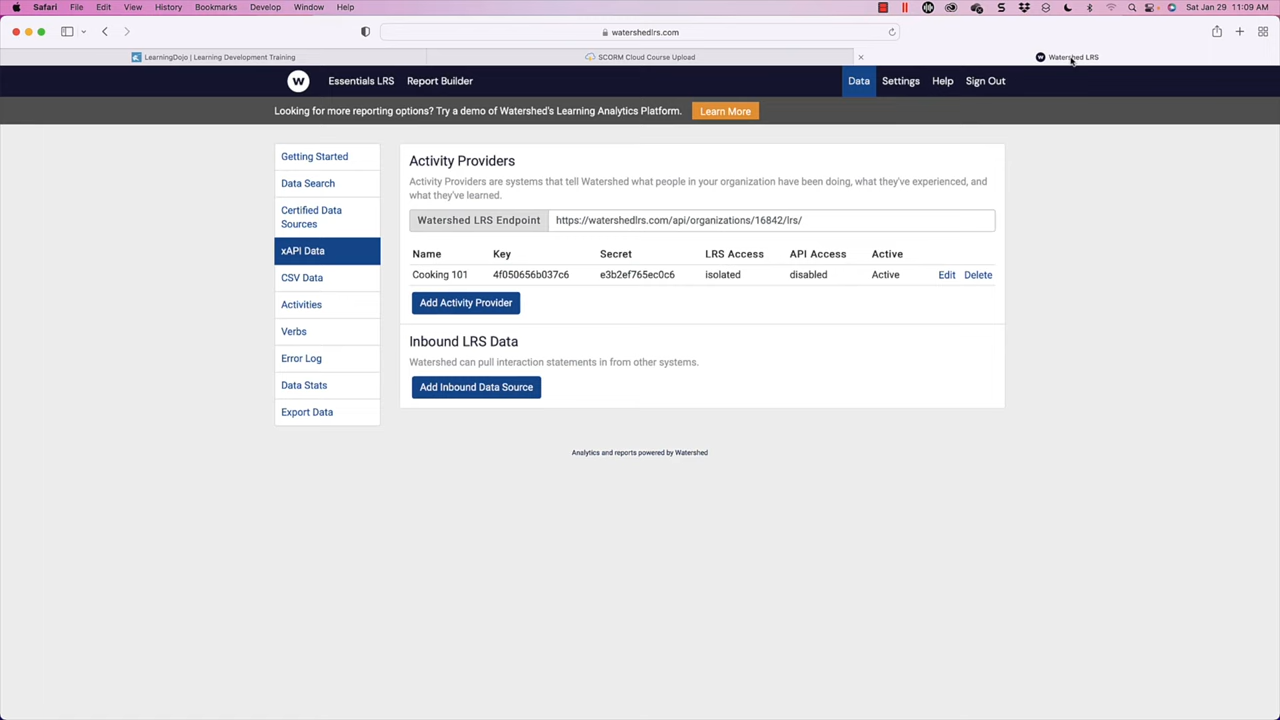 Safari File Edit View History Bookmarks Develop Window Help Sat Jan 29 11:09 AM
watershedlrs.com
LearningDojo | Learning Development Training SCORM Cloud Course Upload Watershed LRS
W Essentials LRS Report Builder Data Settings Help Sign Out
Looking for more reporting options? Try a demo of Watershed's Learning Analytics Platform. Learn More
Getting Started
Data Search
Certified Data
Sources
xAPI Data
CSV Data
Activities
Verbs
Error Log
Data Stats
Export Data
Activity Providers
Activity Providers are systems that tell Watershed what people in your organization have been doing, what they've experienced, and
what they've learned.
Watershed LRS Endpoint https://watershedlrs.com/api/organizations/16842/lrs/
Name Key Secret LRS Access API Access Active
Cooking 101 4f050656b037c6 e3b2ef765ec0c6 isolated disabled Active Edit Delete
Add Activity Provider
Inbound LRS Data
Watershed can pull interaction statements in from other systems.
Add Inbound Data Source
Analytics and reports powered by Watershed